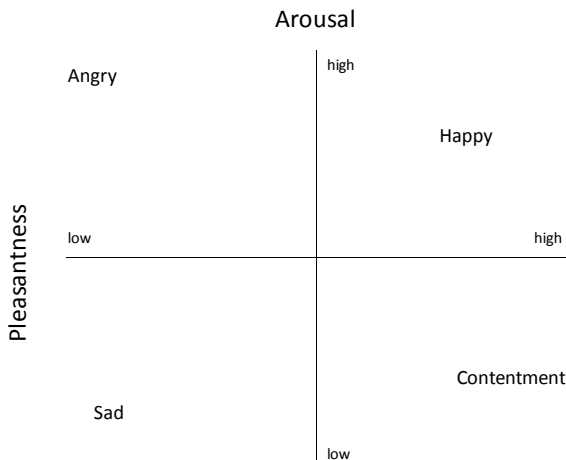 Arousal
high
Angry
Happy
Pleasantness
low
high
Contentment
Sad
low